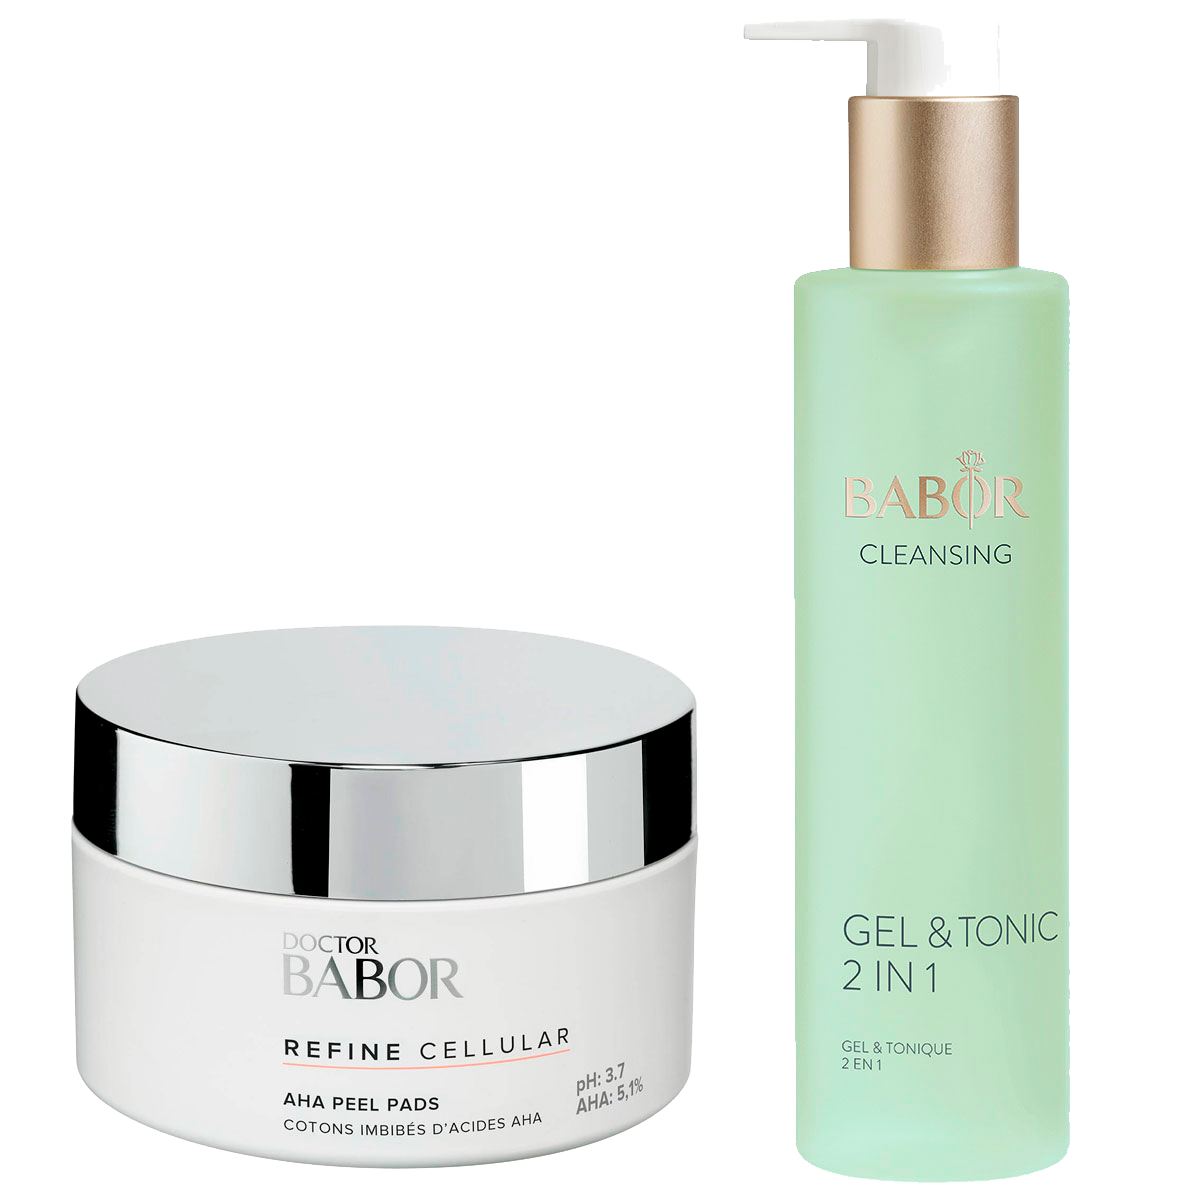 DOCTOR
BABOR
REFINE CELLULAR
AHA PEEL PADS
COTONS IMBIBÉS D'ACIDES AHA
pH: 3.7
AHA: 5,1%
BABOR
CLEANSING
GEL & TONIC
2 IN 1
GEL & TONIQUE
2 EN 1